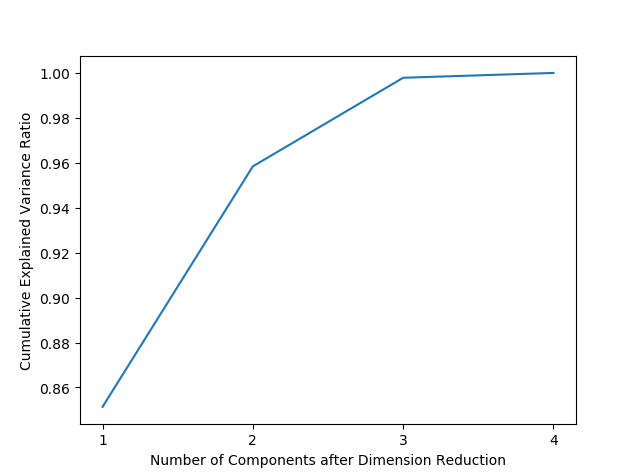 1.00
0.98
0.96
0.94
0.92
0.90
0.88
0.86
Cumulative Explained Variance Ratio
1 2 3 4
Number of Components after Dimension Reduction